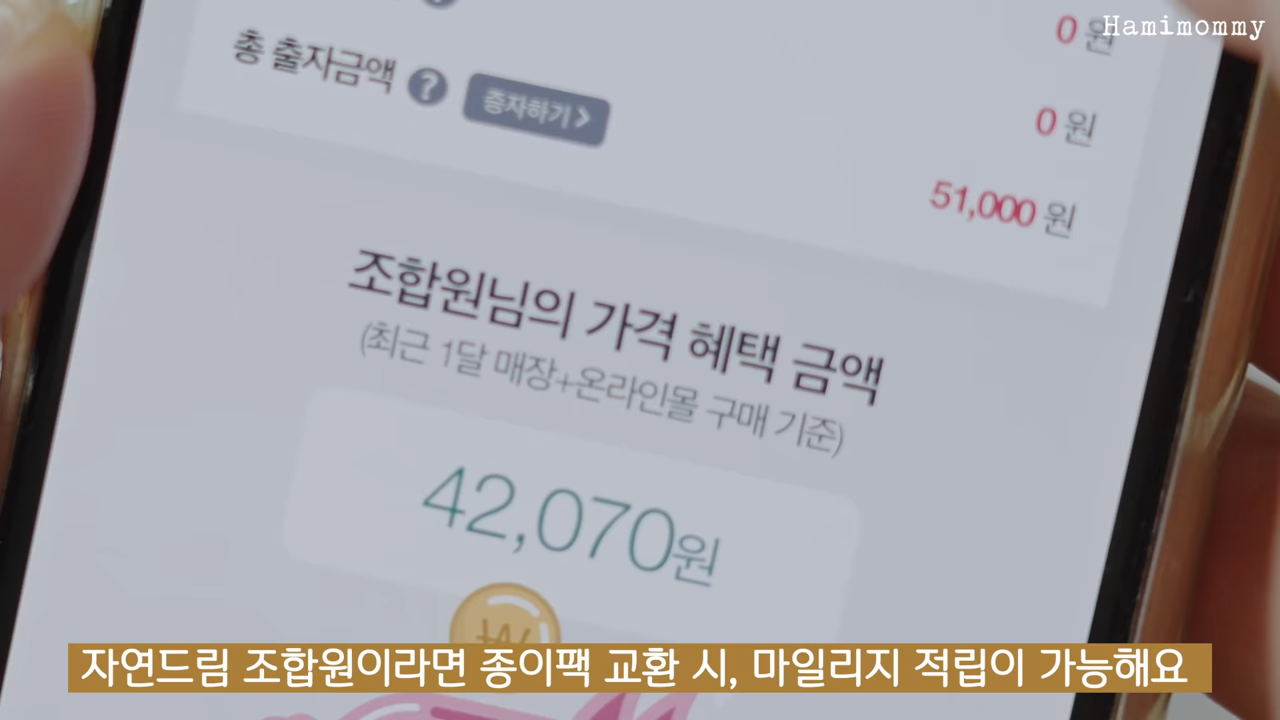 Hamimommy
0 원
총 출자금액 ? 증자하기 >
0 원
51,000 원
조합원님의 가격 혜택 금액
(최근 1달 매장+온라인몰 구매 기준)
42,070원
₩
자연드림 조합원이라면 종이팩 교환 시, 마일리지 적립이 가능해요